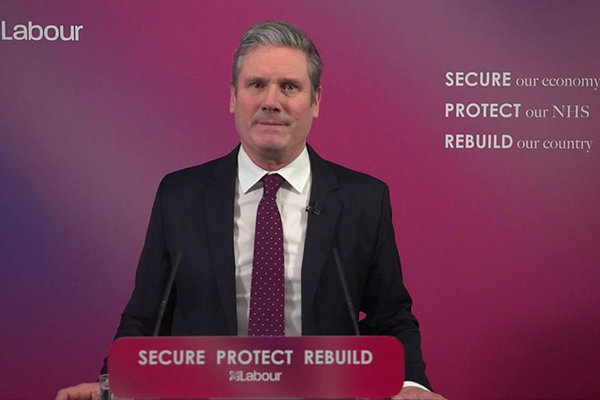 Labour
SECURE our economy
PROTECT our NHS
REBUILD our country
SECURE PROTECT REBUILD
Labour